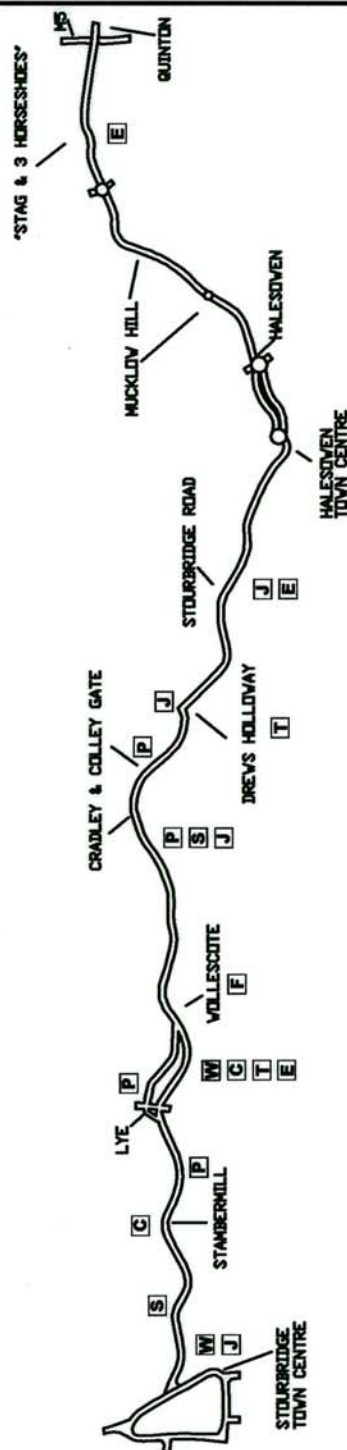 M5
QUINTON
"STAG & 3 HORSESHOES"
E
MUCKLOW HILL
HALESOWEN
HALESOWEN
TOWN CENTRE
STOURBRIDGE ROAD
J
E
J
DREWS HOLLOWAY
T
P
CRADLEY & COLLEY GATE
P
S
J
WOLLESCOTE
F
W
C
T
E
P
LYE
P
C
STAMBERMILL
S
W
J
STOURBRIDGE
TOWN CENTRE